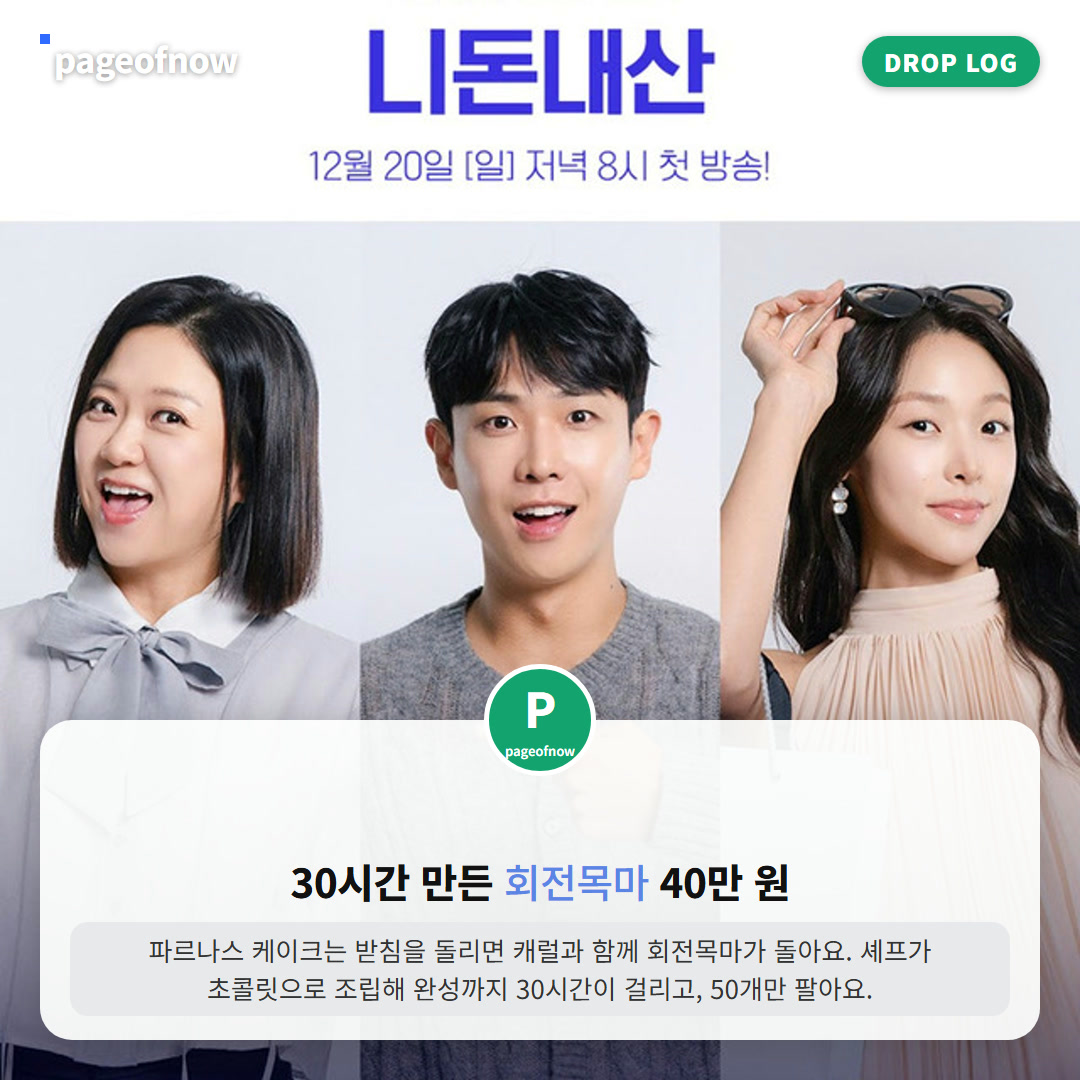 pageofnow
니돈내산
DROP LOG
12월 20일 [일] 저녁 8시 첫 방송!
P
pageofnow
30시간 만든 회전목마 40만 원
파르나스 케이크는 받침을 돌리면 캐럴과 함께 회전목마가 돌아요. 셰프가
초콜릿으로 조립해 완성까지 30시간이 걸리고, 50개만 팔아요.